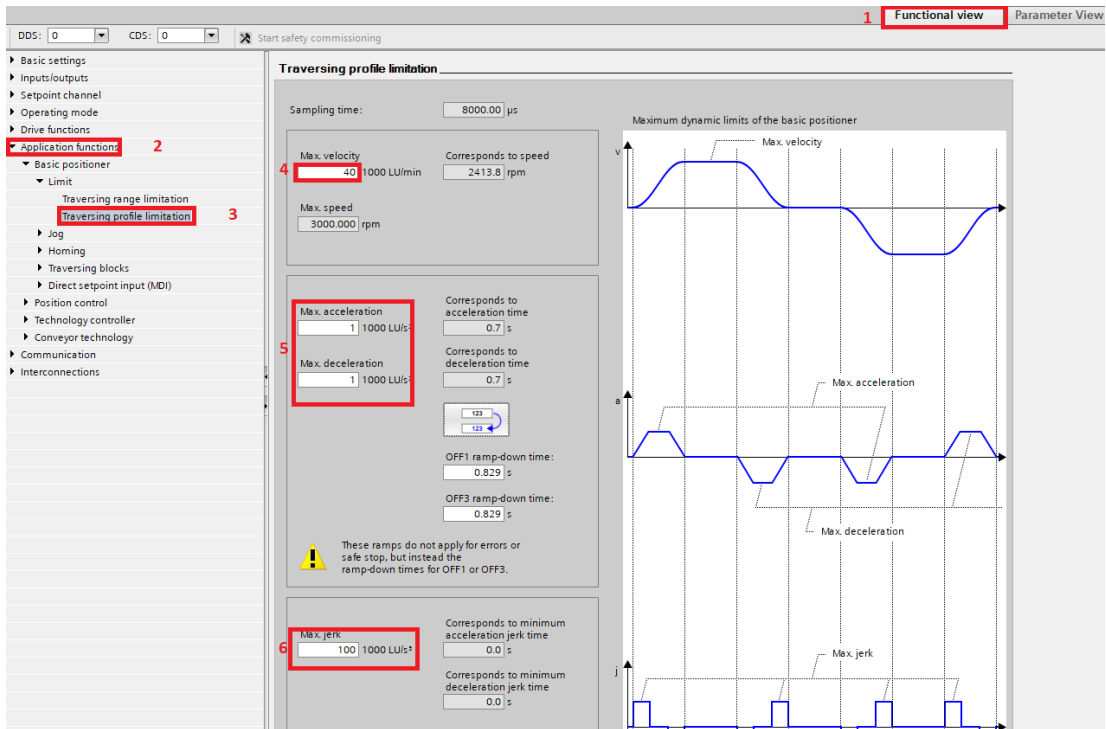 1 Functional view Parameter View
DDS: 0 CDS: 0 Start safety commissioning
Basic settings
Inputs/outputs
Setpoint channel
Operating mode
Drive functions
Application functions 2
Basic positioner
Limit
Traversing range limitation
Traversing profile limitation 3
Jog
Homing
Traversing blocks
Direct setpoint input (MDI)
Position control
Technology controller
Conveyor technology
Communication
Interconnections
Traversing profile limitation
Sampling time: 8000.00 µs
Max. velocity Corresponds to speed
4 40 1000 LU/min 2413.8 rpm
Max. speed
3000.000 rpm
Corresponds to
Max. acceleration acceleration time
1 1000 LU/s² 0.7 s
5 Corresponds to
Max. deceleration deceleration time
1 1000 LU/s² 0.7 s
123
123
OFF1 ramp-down time:
0.829 s
OFF3 ramp-down time:
0.829 s
These ramps do not apply for errors or
safe stop, but instead the
ramp-down times for OFF1 or OFF3.
Corresponds to minimum
Max. jerk acceleration jerk time
6 100 1000 LU/s³ 0.0 s
Corresponds to minimum
deceleration jerk time
0.0 s
Maximum dynamic limits of the basic positioner
v Max. velocity
a Max. acceleration
Max. deceleration
j Max. jerk